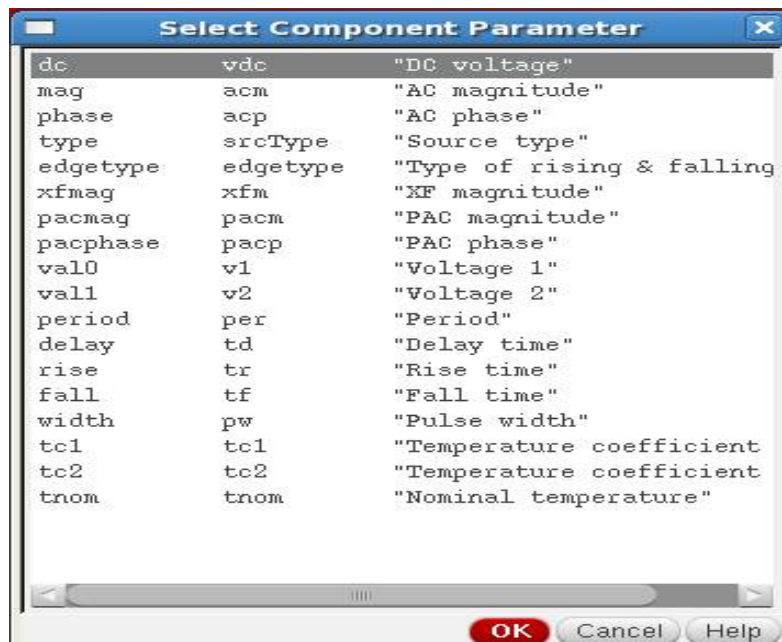 Select Component Parameter
dc vdc "DC voltage"
mag acm "AC magnitude"
phase acp "AC phase"
type srcType "Source type"
edgetype edgetype "Type of rising & falling
xfmag xfm "XF magnitude"
pacmag pacm "PAC magnitude"
pacphase pacp "PAC phase"
val0 v1 "Voltage 1"
val1 v2 "Voltage 2"
period per "Period"
delay td "Delay time"
rise tr "Rise time"
fall tf "Fall time"
width pw "Pulse width"
tc1 tc1 "Temperature coefficient
tc2 tc2 "Temperature coefficient
tnom tnom "Nominal temperature"
OK Cancel Help